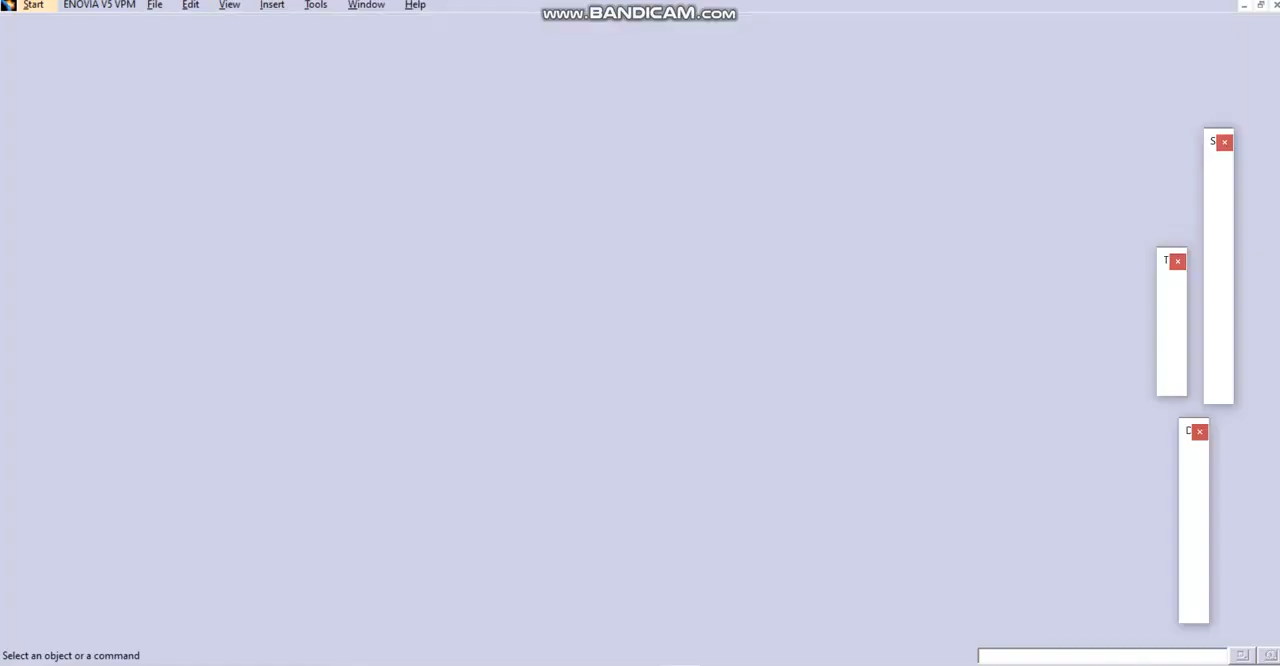 Start ENOVIA V5 VPM File Edit View Insert Tools Window Help
www.BANDICAM.com
S
T
D
Select an object or a command